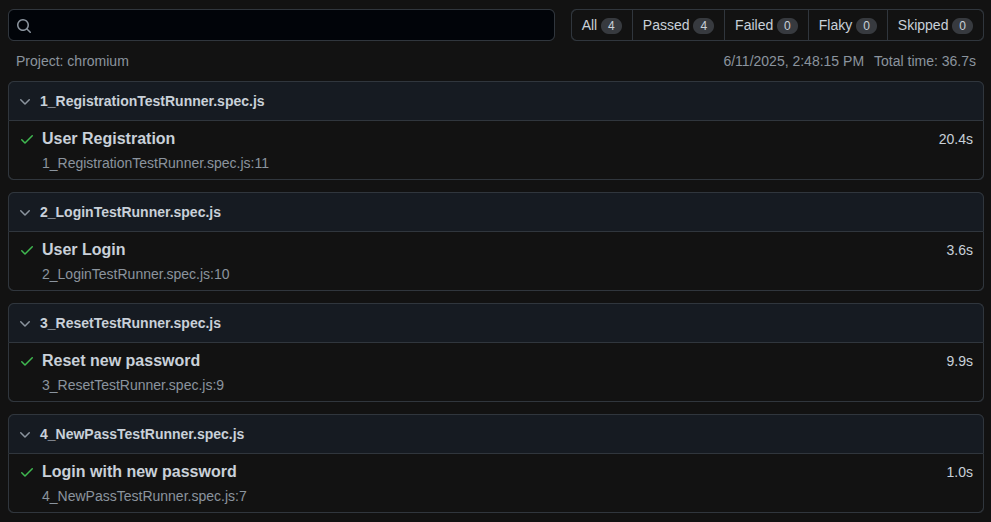 All 4 Passed 4 Failed 0 Flaky 0 Skipped 0
Project: chromium 6/11/2025, 2:48:15 PM Total time: 36.7s
1_RegistrationTestRunner.spec.js
User Registration 20.4s
1_RegistrationTestRunner.spec.js:11
2_LoginTestRunner.spec.js
User Login 3.6s
2_LoginTestRunner.spec.js:10
3_ResetTestRunner.spec.js
Reset new password 9.9s
3_ResetTestRunner.spec.js:9
4_NewPassTestRunner.spec.js
Login with new password 1.0s
4_NewPassTestRunner.spec.js:7